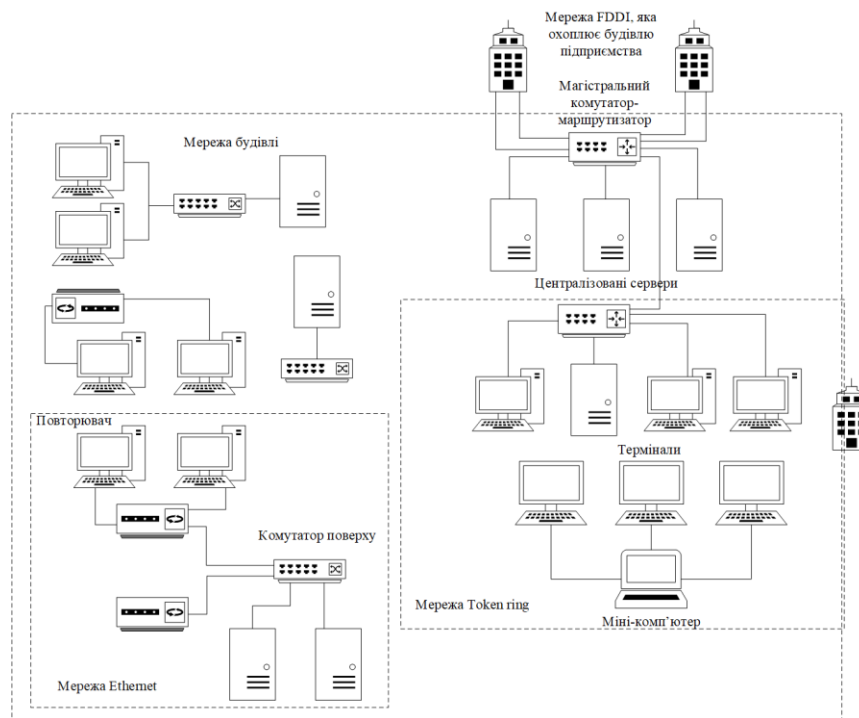 Мережа FDDI, яка
охоплює будівлю
підприємства
Магістральний
комутатор-
маршрутизатор
Мережа будівлі
Централізовані сервери
Повторювач
Термінали
Комутатор поверху
Мережа Token ring
Міні-комп’ютер
Мережа Ethernet